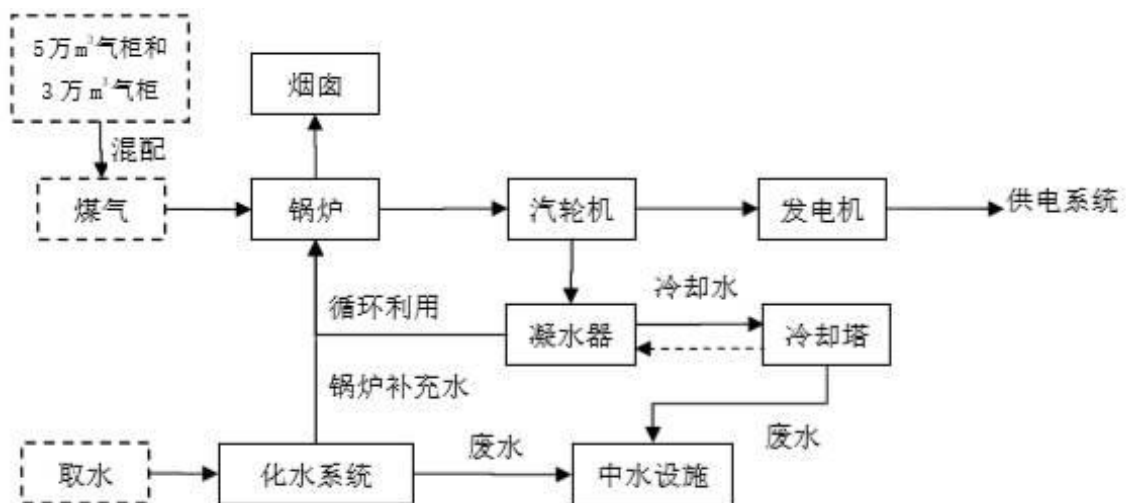 5万m³气柜和
3万m³气柜
烟囱
混配
煤气
锅炉
汽轮机
发电机
供电系统
冷却水
循环利用
凝水器
冷却塔
锅炉补充水
废水
废水
取水
化水系统
中水设施